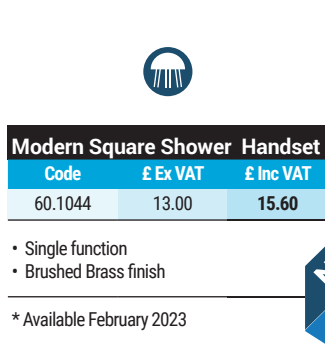 Modern Square Shower Handset
Code £ Ex VAT £ Inc VAT
60.1044 13.00 15.60
• Single function
• Brushed Brass finish
* Available February 2023